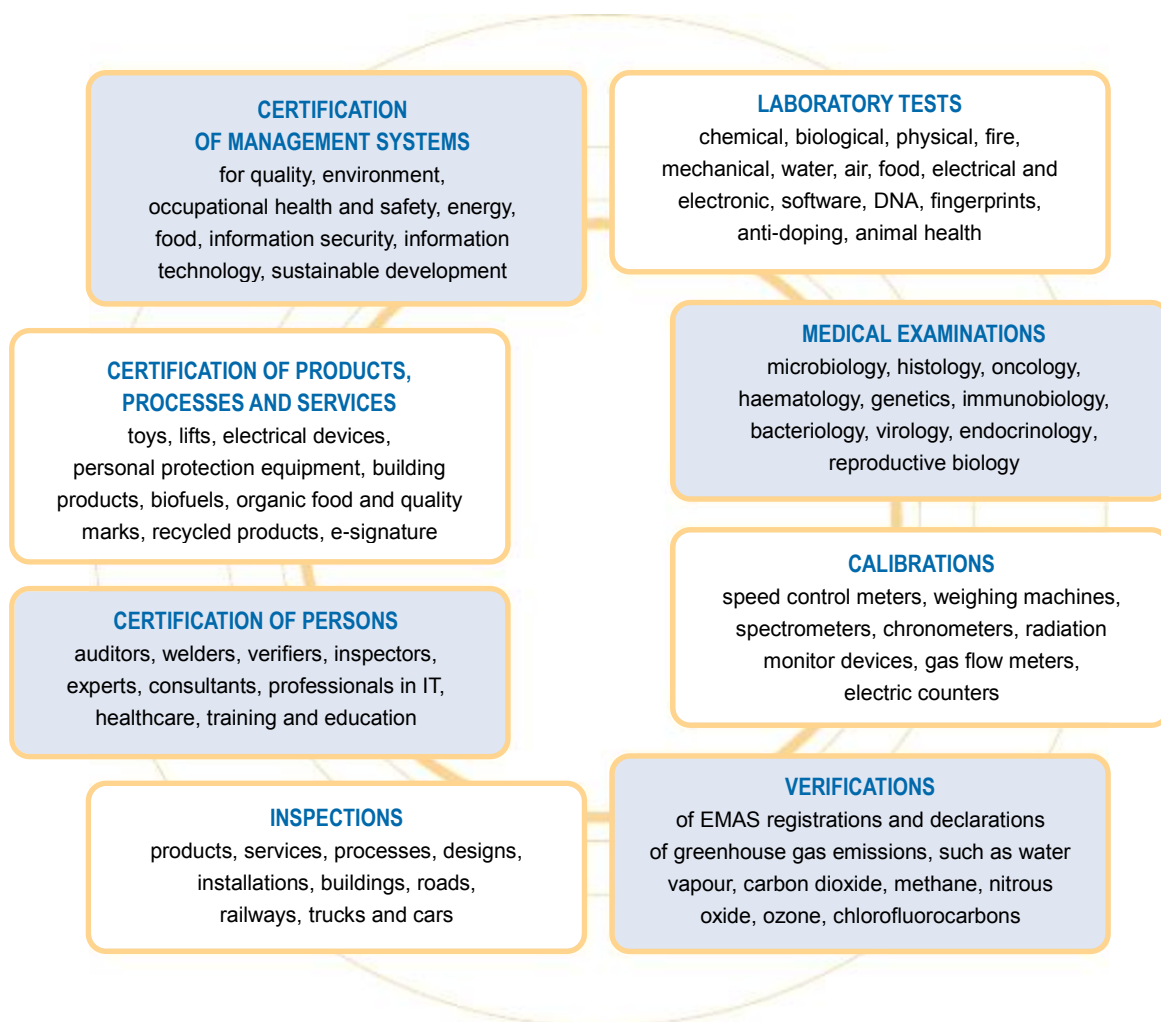 CERTIFICATION
OF MANAGEMENT SYSTEMS
for quality, environment,
occupational health and safety, energy,
food, information security, information
technology, sustainable development
LABORATORY TESTS
chemical, biological, physical, fire,
mechanical, water, air, food, electrical and
electronic, software, DNA, fingerprints,
anti-doping, animal health
CERTIFICATION OF PRODUCTS,
PROCESSES AND SERVICES
toys, lifts, electrical devices,
personal protection equipment, building
products, biofuels, organic food and quality
marks, recycled products, e-signature
MEDICAL EXAMINATIONS
microbiology, histology, oncology,
haematology, genetics, immunobiology,
bacteriology, virology, endocrinology,
reproductive biology
CERTIFICATION OF PERSONS
auditors, welders, verifiers, inspectors,
experts, consultants, professionals in IT,
healthcare, training and education
CALIBRATIONS
speed control meters, weighing machines,
spectrometers, chronometers, radiation
monitor devices, gas flow meters,
electric counters
INSPECTIONS
products, services, processes, designs,
installations, buildings, roads,
railways, trucks and cars
VERIFICATIONS
of EMAS registrations and declarations
of greenhouse gas emissions, such as water
vapour, carbon dioxide, methane, nitrous
oxide, ozone, chlorofluorocarbons